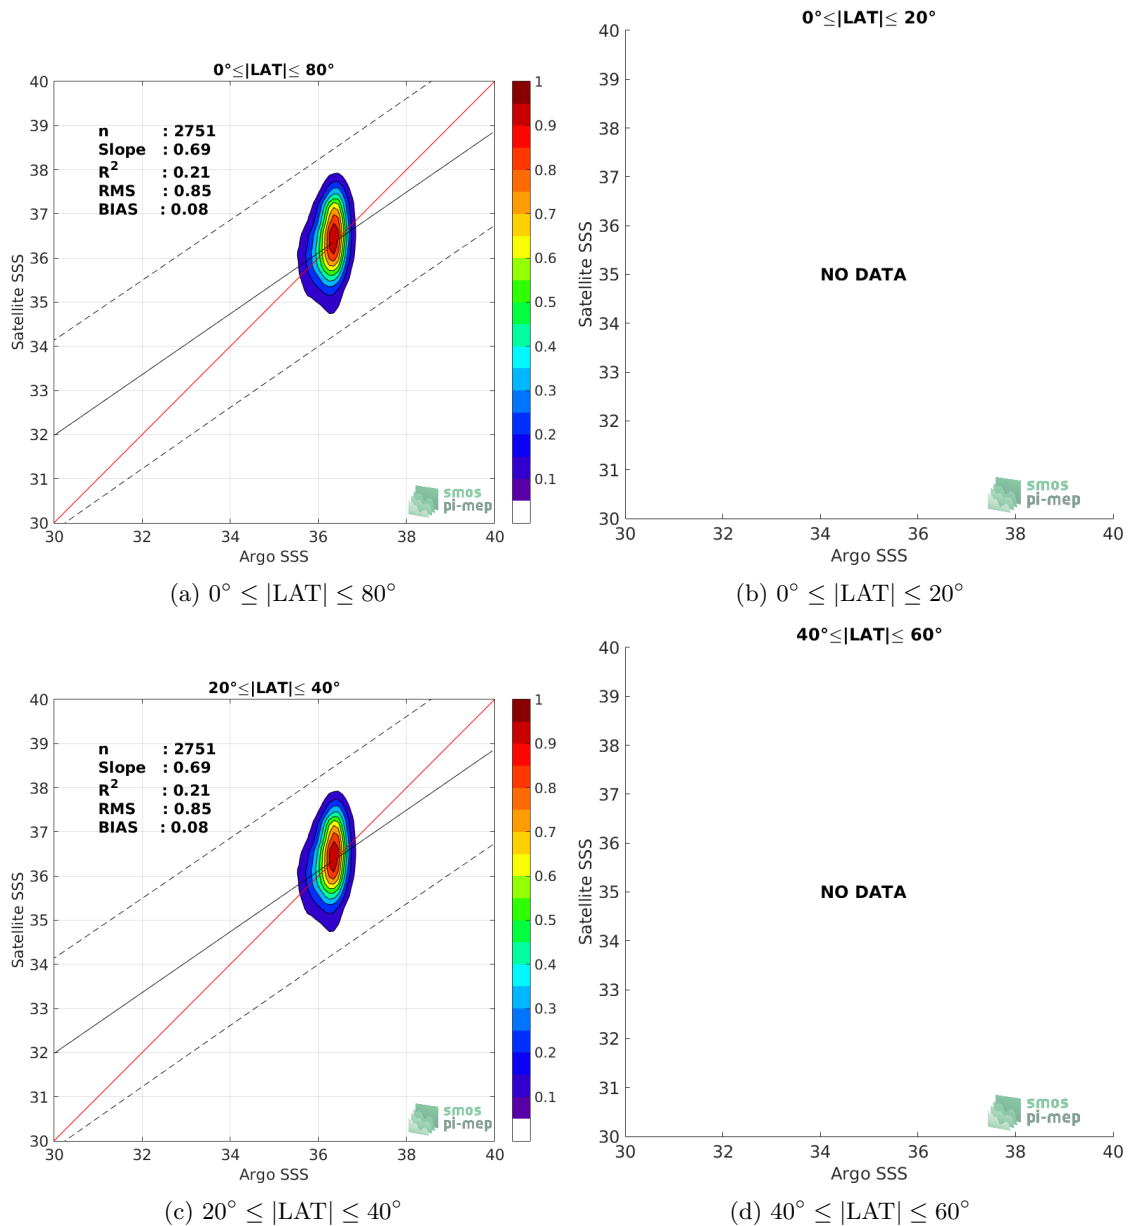 0°≤|LAT|≤ 80°
40
39
38
37
36
35
34
33
32
31
30
Satellite SSS
n : 2751
Slope : 0.69
R²
: 0.21
RMS : 0.85
BIAS : 0.08
30 32 34 36 38 40
Argo SSS
1
0.9
0.8
0.7
0.6
0.5
0.4
0.3
0.2
0.1
smos
pi-mep
(a) 0° ≤ |LAT| ≤ 80°
0°≤|LAT|≤ 20°
40
39
38
37
36
35
34
33
32
31
30
Satellite SSS
NO DATA
smos
pi-mep
30 32 34 36 38 40
Argo SSS
(b) 0° ≤ |LAT| ≤ 20°
20°≤|LAT|≤ 40°
40
39
38
37
36
35
34
33
32
31
30
Satellite SSS
n : 2751
Slope : 0.69
R² : 0.21
RMS : 0.85
BIAS : 0.08
30 32 34 36 38 40
Argo SSS
1
0.9
0.8
0.7
0.6
0.5
0.4
0.3
0.2
0.1
smos
pi-mep
(c) 20° ≤ |LAT| ≤ 40°
40°≤|LAT|≤ 60°
40
39
38
37
36
35
34
33
32
31
30
Satellite SSS
NO DATA
smos
pi-mep
30 32 34 36 38 40
Argo SSS
(d) 40° ≤ |LAT| ≤ 60°